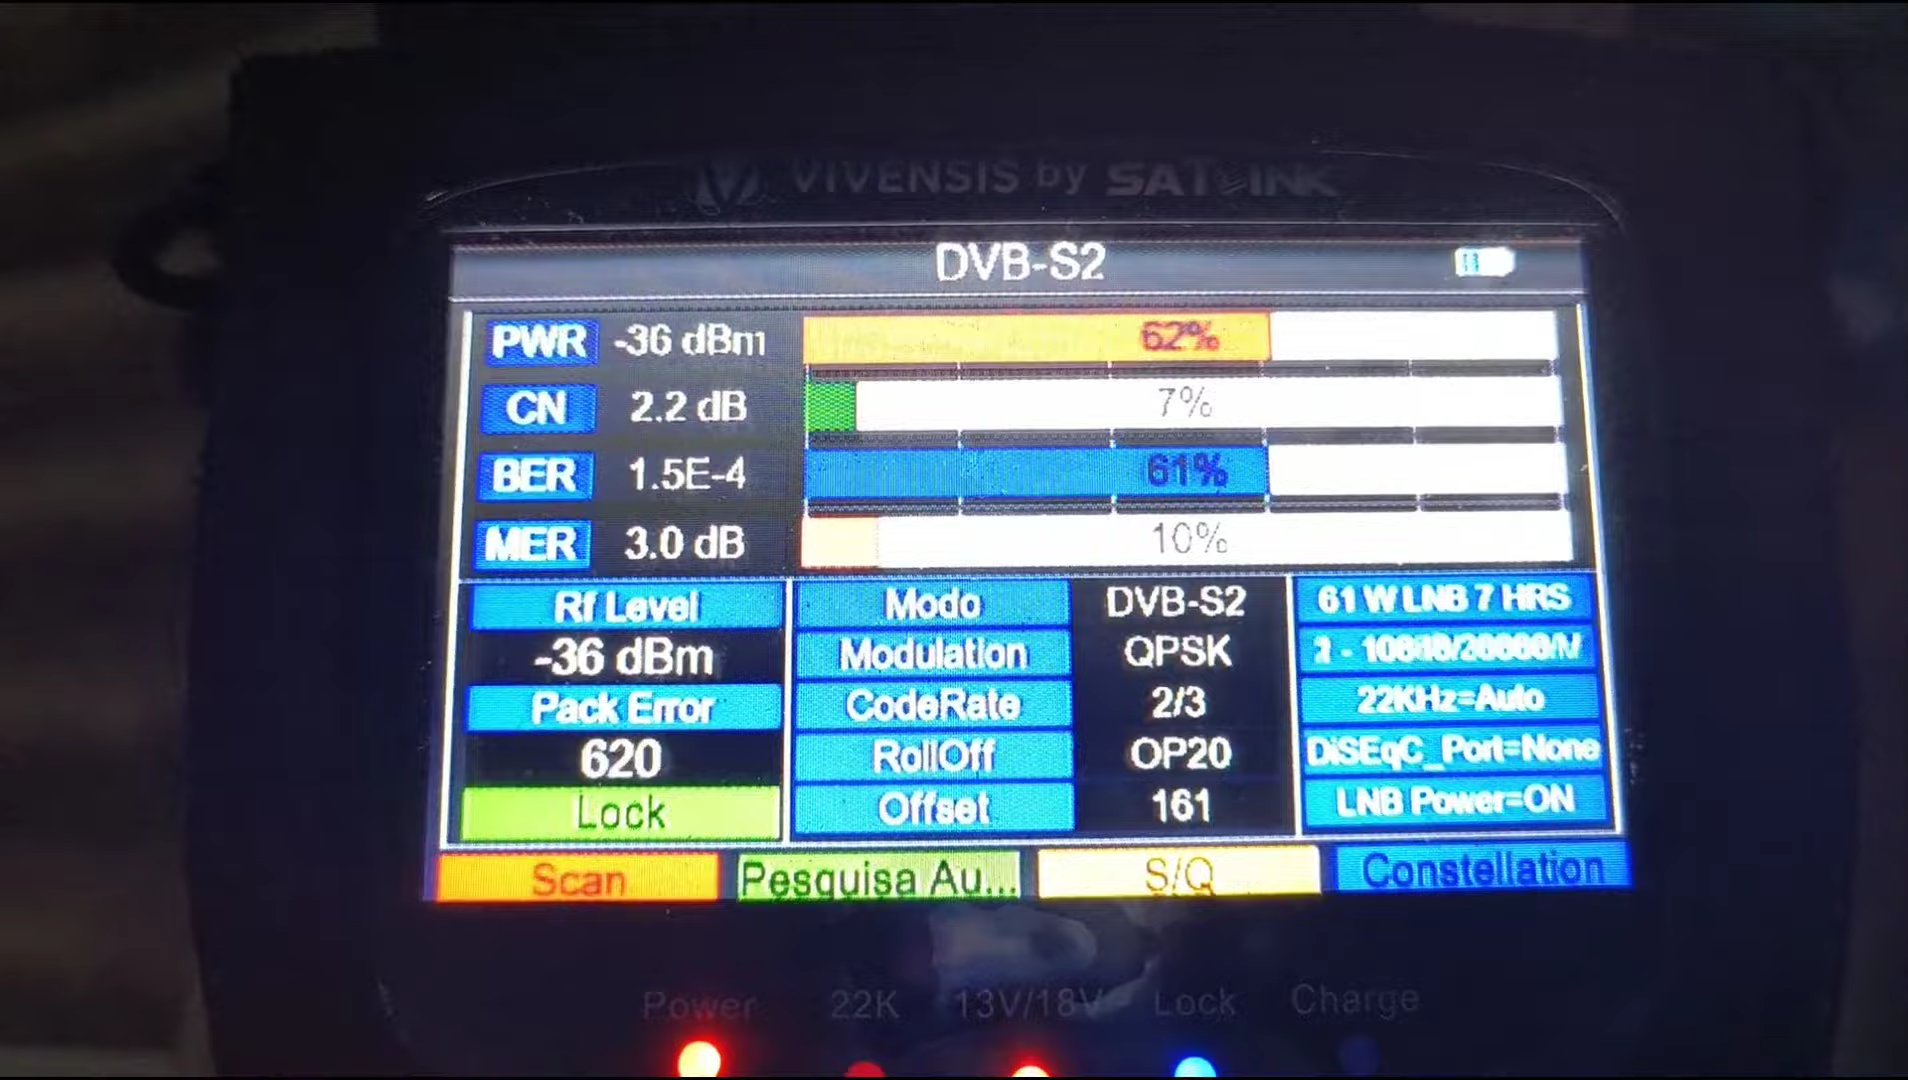 VIVENSIS by SATLINK
DVB-S2
PWR -36 dBm 62%
CN 2.2 dB 7%
BER 1.5E-4 61%
MER 3.0 dB 10%
Rf Level Modo DVB-S2 61 W LNB 7 HRS
-36 dBm Modulation QPSK 2 -
Pack Error CodeRate 2/3 22KHz=Auto
620 RollOff OP20 DiSEqC_Port=None
Lock Offset 161 LNB Power=ON
Scan Pesquisa Au... S/Q Constellation
Power 22K 13V/18V Lock Charge